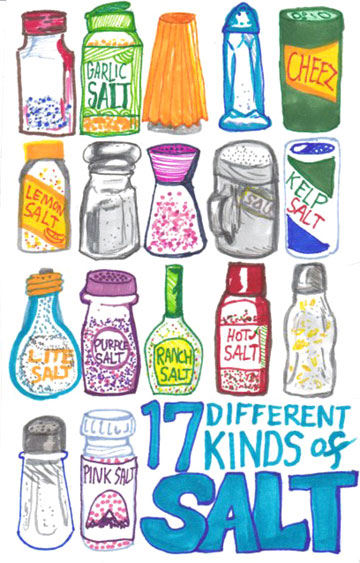 GARLIC
SALT
CHEEZ
LEMON
SALT
SALT
KELP
SALT
LITE
SALT
PURPLE
SALT
RANCH
SALT
HOT
SALT
PINK SALT
17 DIFFERENT
KINDS of
SALT